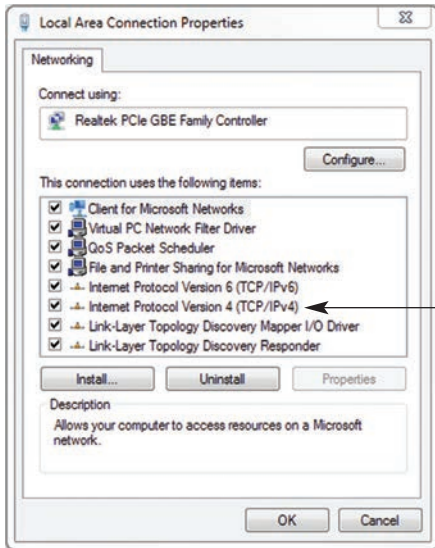 Local Area Connection Properties
Networking
Connect using:
Realtek PCIe GBE Family Controller
Configure...
This connection uses the following items:
Client for Microsoft Networks
Virtual PC Network Filter Driver
QoS Packet Scheduler
File and Printer Sharing for Microsoft Networks
Internet Protocol Version 6 (TCP/IPv6)
Internet Protocol Version 4 (TCP/IPv4)
Link-Layer Topology Discovery Mapper I/O Driver
Link-Layer Topology Discovery Responder
Install... Uninstall Properties
Description
Allows your computer to access resources on a Microsoft
network.
OK Cancel